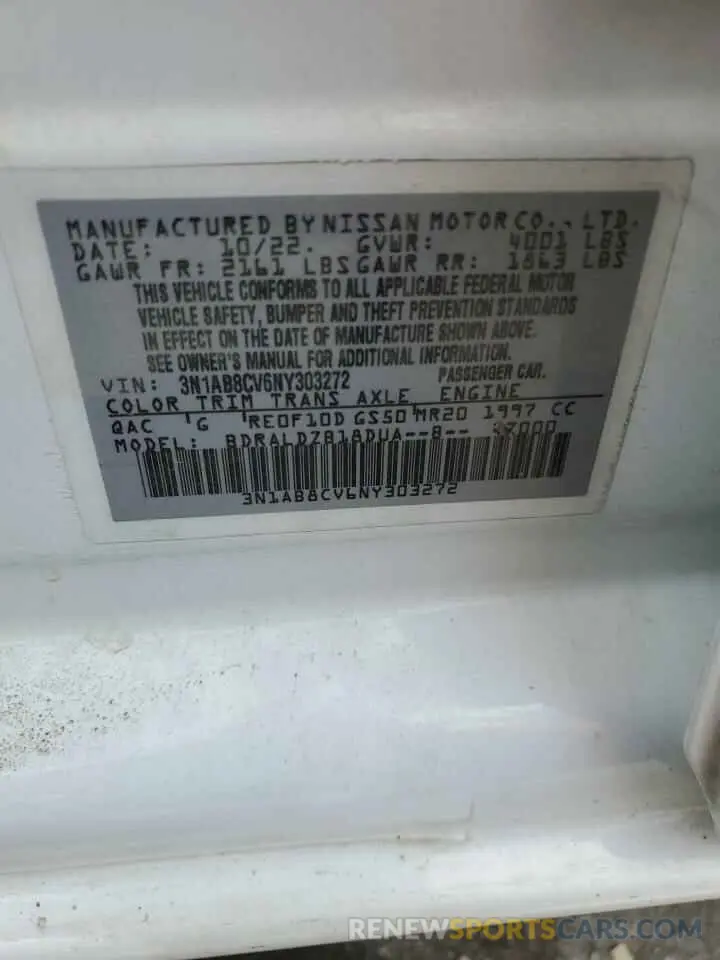 MANUFACTURED BY NISSAN MOTOR CO., LTD.
DATE: 10/22. GVWR: 4001 LBS
GAWR FR: 2161 LBS GAWR RR: 1863 LBS
THIS VEHICLE CONFORMS TO ALL APPLICABLE FEDERAL MOTOR
VEHICLE SAFETY, BUMPER AND THEFT PREVENTION STANDARDS
IN EFFECT ON THE DATE OF MANUFACTURE SHOWN ABOVE.
SEE OWNER'S MANUAL FOR ADDITIONAL INFORMATION.
VIN: 3N1AB8CV6NY303272 PASSENGER CAR.
COLOR TRIM TRANS AXLE ENGINE
QAC G RE0F10D GS50 MR20 1997 CC
MODEL:
3N1AB8CV6NY303272
RENEWSPORTSCARS.COM